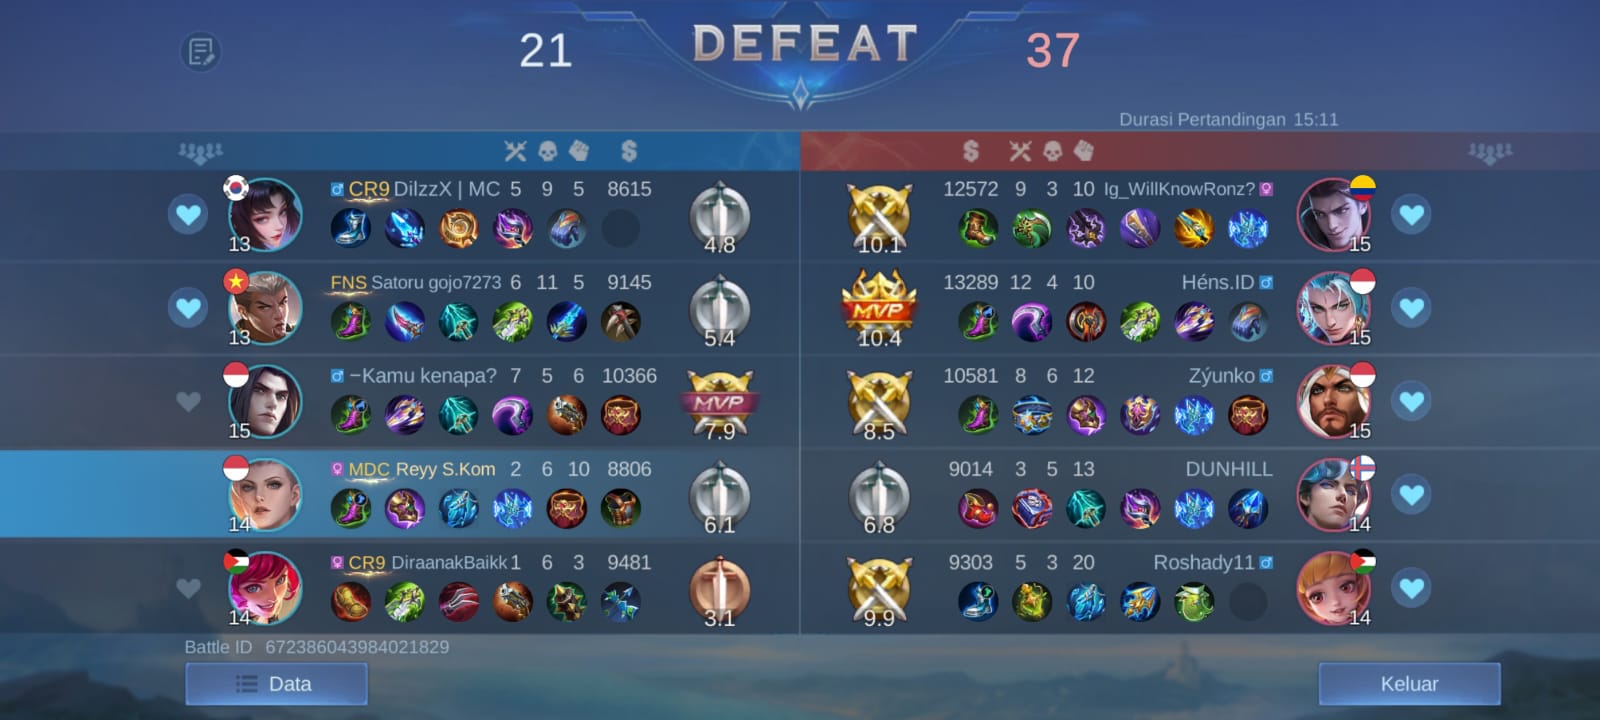 21 DEFEAT 37
Durasi Pertandingan 15:11
CR9 DilzzX | MC 5 9 5 8615
13 4.8
12572 9 3 10 Ig_WillKnowRonz?
10.1 15
FNS Satoru gojo7273 6 11 5 9145
13 5.4
13289 12 4 10 Héns.ID
MVP
10.4 15
−Kamu kenapa? 7 5 6 10366
MVP
15 7.9
10581 8 6 12 Zýunko
8.5 15
MDC Reyy S.Kom 2 6 10 8806
14 6.1
9014 3 5 13 DUNHILL
6.8 14
CR9 DiraanakBaikk 1 6 3 9481
14 3.1
9303 5 3 20 Roshady11
9.9 14
Battle ID 672386043984021829
Data
Keluar